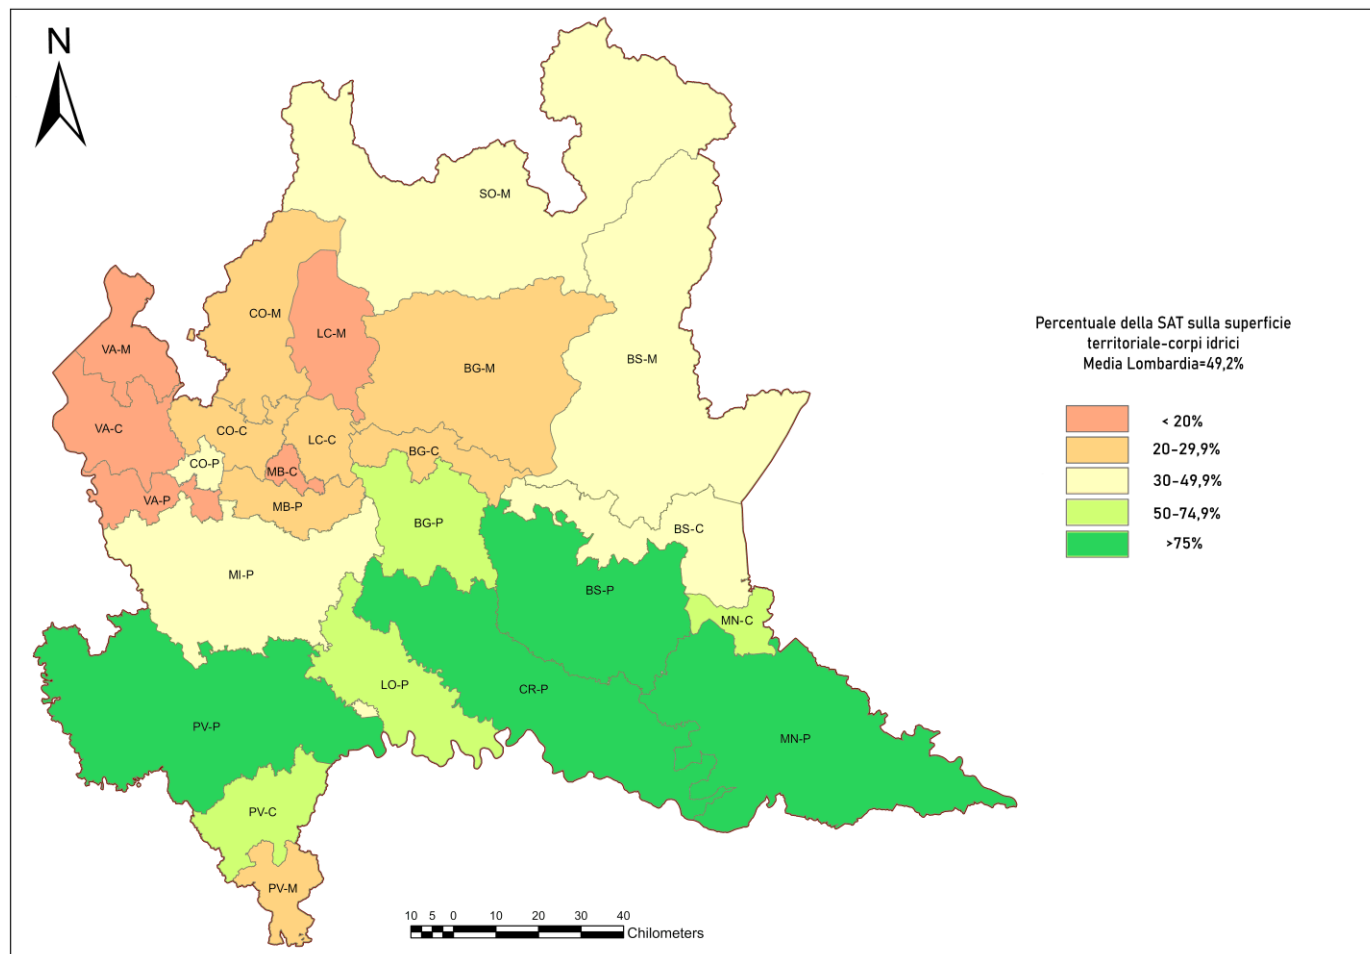 N
SO-M
CO-M
LC-M
VA-M
BS-M
BG-M
VA-C
CO-C
LC-C
BG-C
CO-P
MB-C
VA-P
MB-P
BG-P
BS-C
MI-P
BS-P
MN-C
LO-P
CR-P
PV-P
MN-P
PV-C
PV-M
Percentuale della SAT sulla superficie
territoriale-corpi idrici
Media Lombardia=49,2%
< 20%
20-29,9%
30-49,9%
50-74,9%
>75%
10 5 0 10 20 30 40
Chilometers